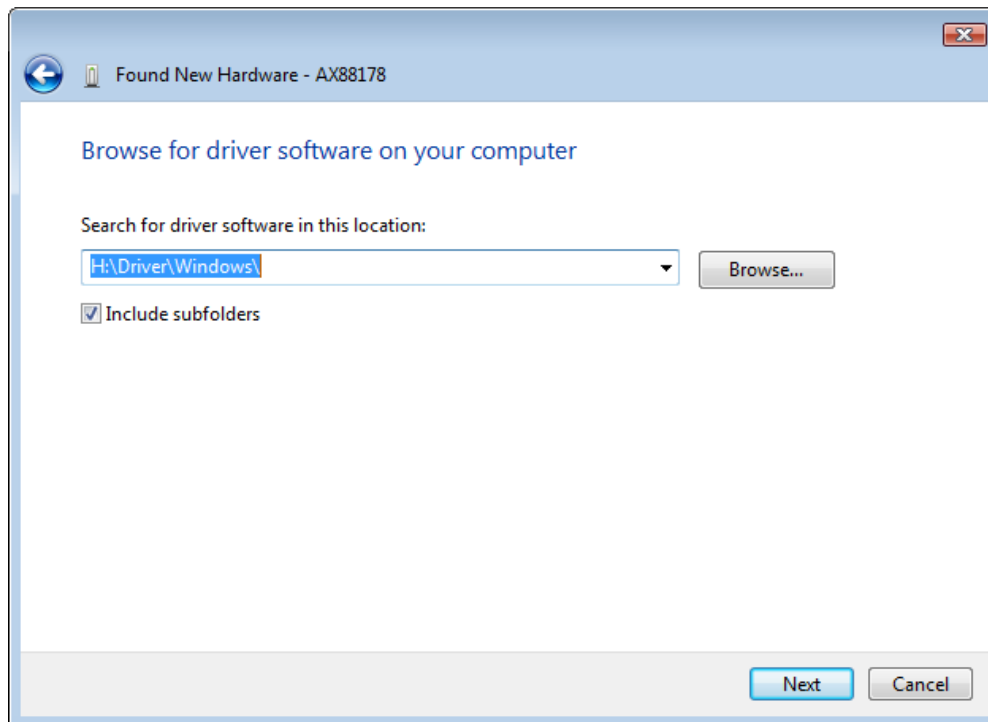 Found New Hardware - AX88178
Browse for driver software on your computer
Search for driver software in this location:
H:\Driver\Windows\
Browse...
Include subfolders
Next
Cancel